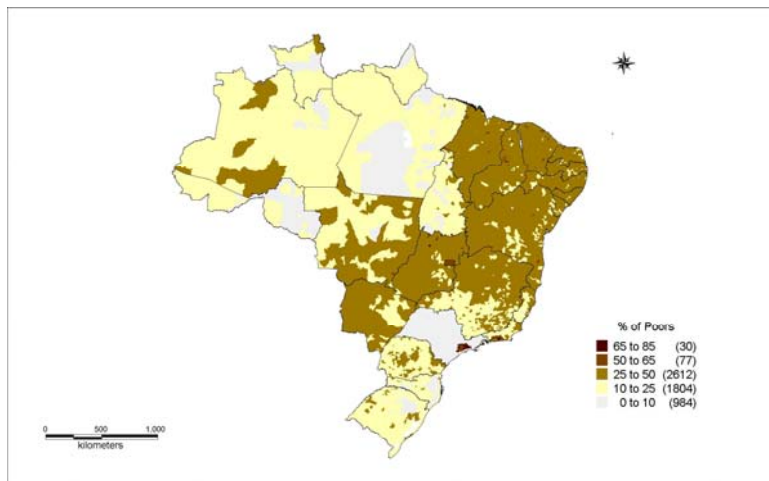 % of Poors
65 to 85 (30)
50 to 65 (77)
25 to 50 (2612)
10 to 25 (1804)
0 to 10 (984)
0 500 1.000
kilometers